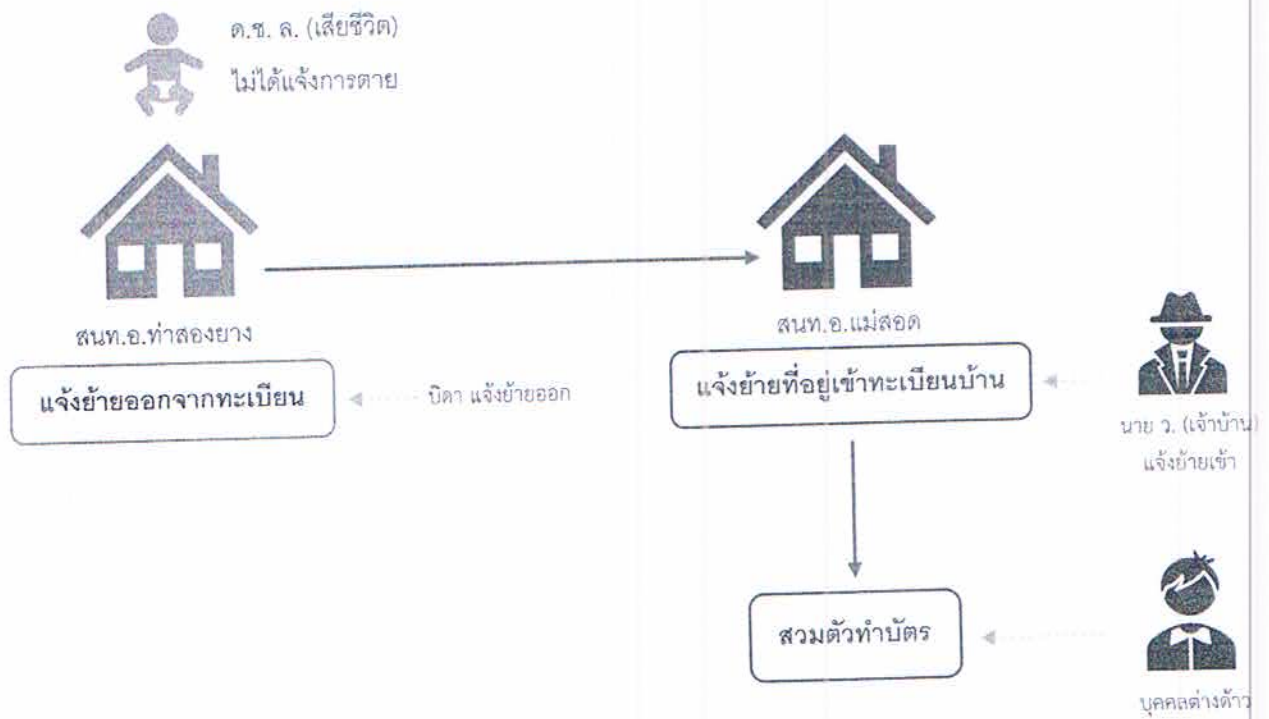 ด.ช. ล. (เสียชีวิต)
ไม่ได้แจ้งการตาย
สนท.อ.ท่าสองยาง
แจ้งย้ายออกจากทะเบียน
บิดา แจ้งย้ายออก
สนท.อ.แม่สอด
แจ้งย้ายที่อยู่เข้าทะเบียนบ้าน
นาย ว. (เจ้าบ้าน)
แจ้งย้ายเข้า
สวมตัวทำบัตร
บุคคลต่างด้าว